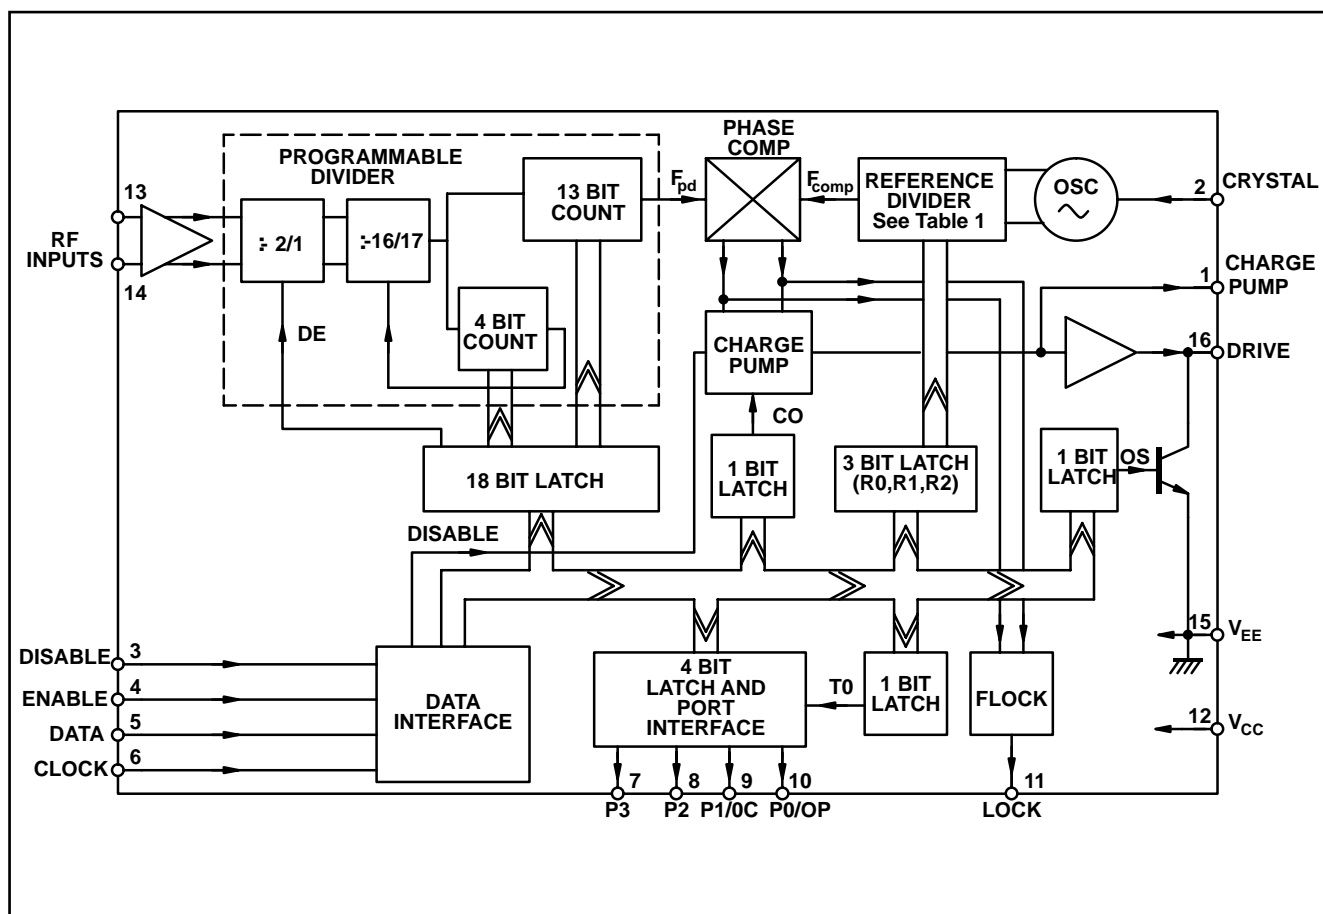 PHASE
COMP
PROGRAMMABLE
DIVIDER
13
14
RF
INPUTS
÷ 2/1
÷16/17
13 BIT
COUNT
4 BIT
COUNT
DE
Fpd
Fcomp
REFERENCE
DIVIDER
See Table 1
OSC
2
CRYSTAL
1
CHARGE
PUMP
16
DRIVE
CHARGE
PUMP
CO
18 BIT LATCH
1 BIT
LATCH
3 BIT LATCH
(R0,R1,R2)
1 BIT
LATCH
OS
DISABLE
15
VEE
12
VCC
DISABLE
3
ENABLE
4
DATA
5
CLOCK
6
DATA
INTERFACE
4 BIT
LATCH AND
PORT
INTERFACE
T0
1 BIT
LATCH
FLOCK
7
8
9
10
11
P3
P2
P1/0C
P0/OP
LOCK